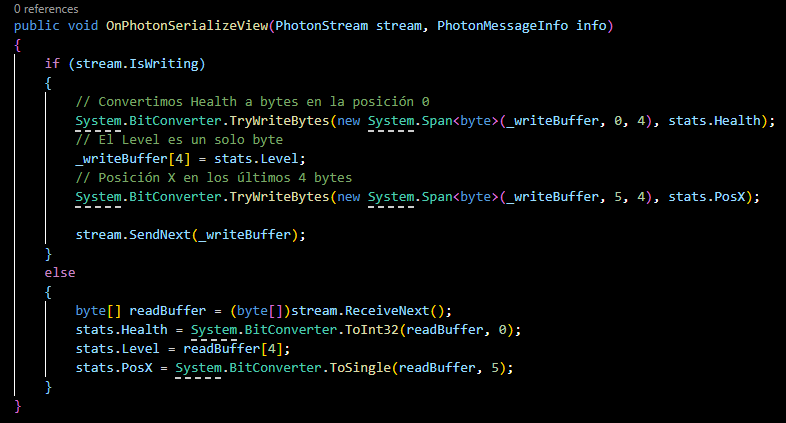 0 references
public void OnPhotonSerializeView(PhotonStream stream, PhotonMessageInfo info)
{
    if (stream.IsWriting)
    {
        // Convertimos Health a bytes en la posición 0
        System.BitConverter.TryWriteBytes(new System.Span<byte>(_writeBuffer, 0, 4), stats.Health);
        // El Level es un solo byte
        _writeBuffer[4] = stats.Level;
        // Posición X en los últimos 4 bytes
        System.BitConverter.TryWriteBytes(new System.Span<byte>(_writeBuffer, 5, 4), stats.PosX);

        stream.SendNext(_writeBuffer);
    }
    else
    {
        byte[] readBuffer = (byte[])stream.ReceiveNext();
        stats.Health = System.BitConverter.ToInt32(readBuffer, 0);
        stats.Level = readBuffer[4];
        stats.PosX = System.BitConverter.ToSingle(readBuffer, 5);
    }
}